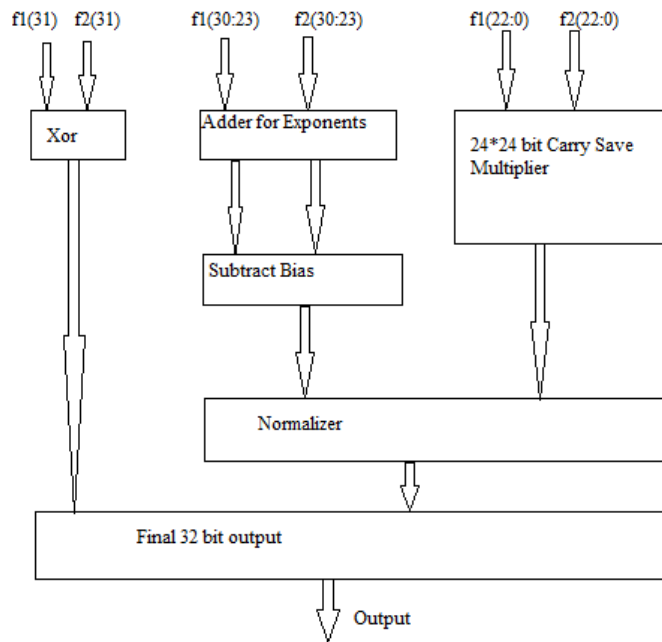 f1(31) f2(31) f1(30:23) f2(30:23) f1(22:0) f2(22:0)
Xor
Adder for Exponents
24*24 bit Carry Save
Multiplier
Subtract Bias
Normalizer
Final 32 bit output
Output